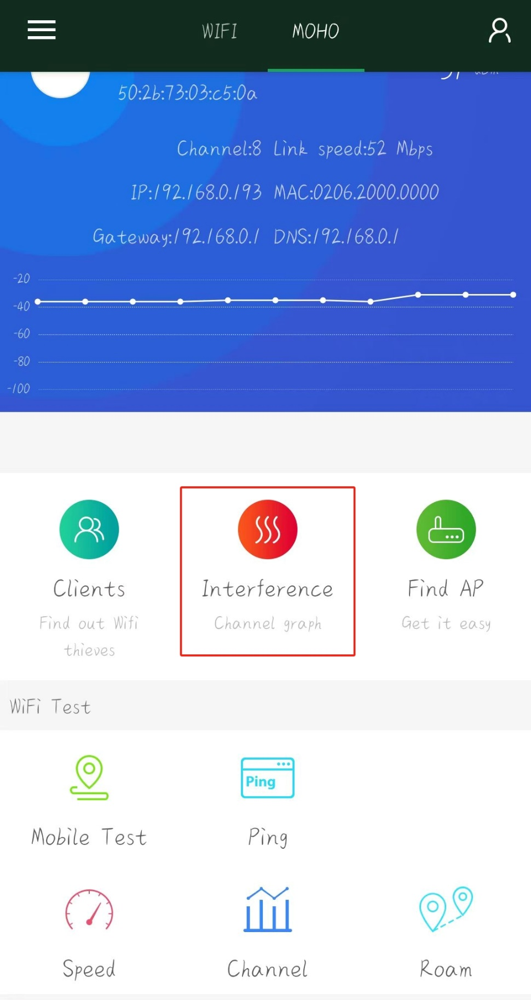 WIFI MOHO
50:2b:73:03:c5:0a
Channel:8 Link speed:52 Mbps
IP:192.168.0.193 MAC:0206.2000.0000
Gateway:192.168.0.1 DNS:192.168.0.1
-20
-40
-60
-80
-100
Clients Interference Find AP
Find out Wifi Channel graph Get it easy
thieves
WiFi Test
Ping
Mobile Test Ping
Speed Channel Roam